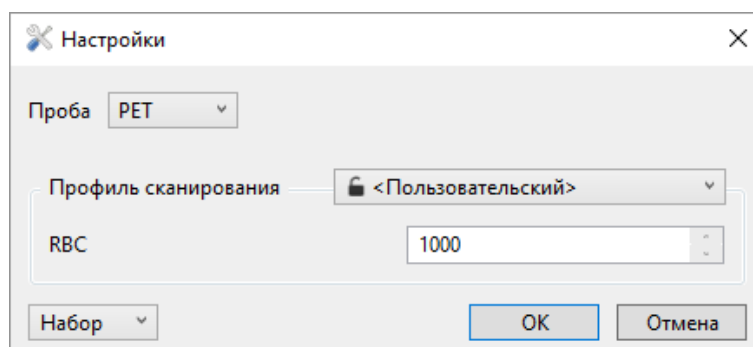 Настройки
Проба PET
Профиль сканирования <Пользовательский>
RBC 1000
Набор OK Отмена